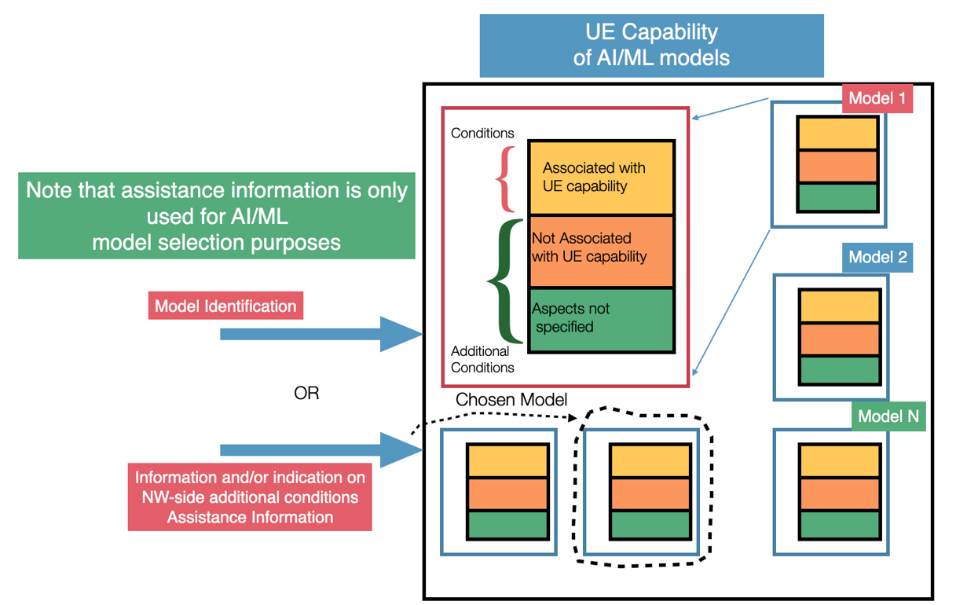 UE Capability
of AI/ML models
Model 1
Conditions
Associated with
UE capability
Note that assistance information is only
used for AI/ML
model selection purposes
Not Associated
with UE capability
Model 2
Model Identification
Aspects not
specified
Additional
Conditions
OR
Chosen Model
Model N
Information and/or indication on
NW-side additional conditions
Assistance Information